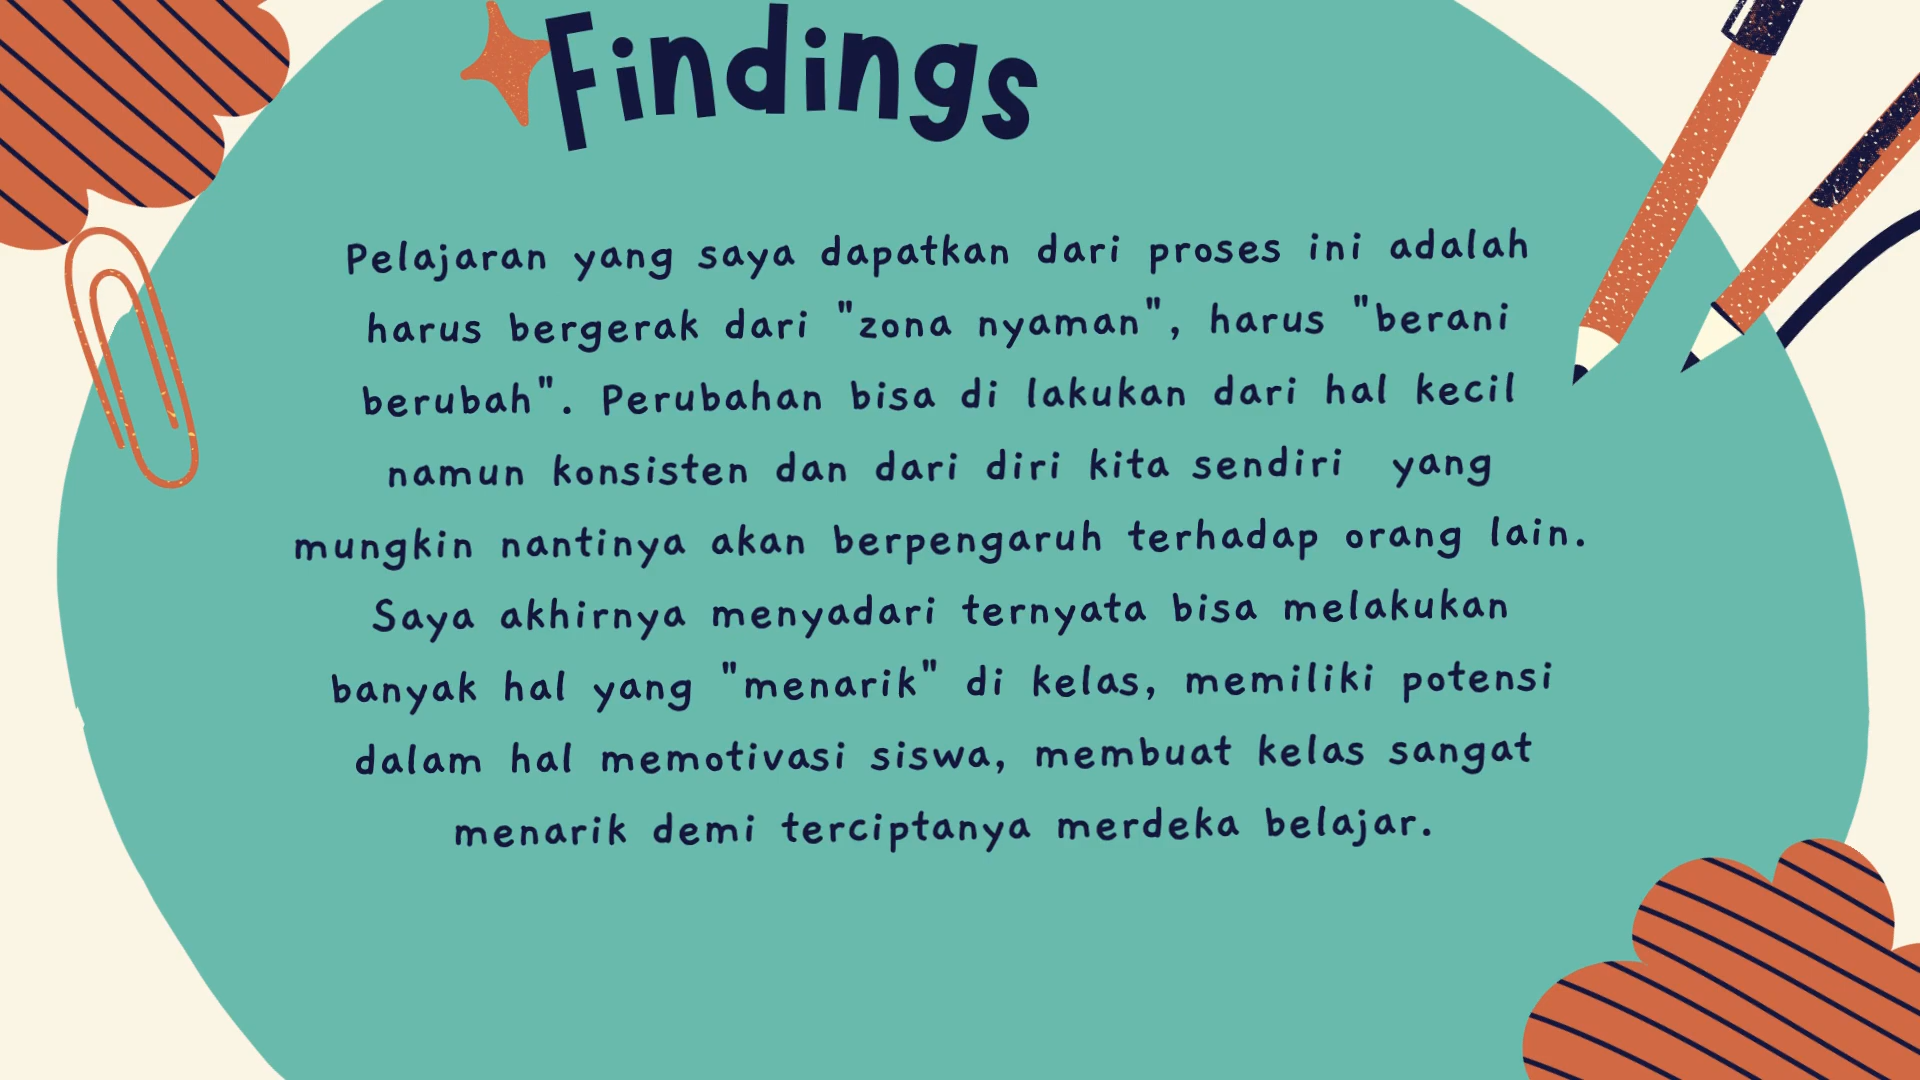 Findings
Pelajaran yang saya dapatkan dari proses ini adalah
harus bergerak dari "zona nyaman", harus "berani
berubah". Perubahan bisa di lakukan dari hal kecil
namun konsisten dan dari diri kita sendiri  yang
mungkin nantinya akan berpengaruh terhadap orang lain.
Saya akhirnya menyadari ternyata bisa melakukan
banyak hal yang "menarik" di kelas, memiliki potensi
dalam hal memotivasi siswa, membuat kelas sangat
menarik demi terciptanya merdeka belajar.